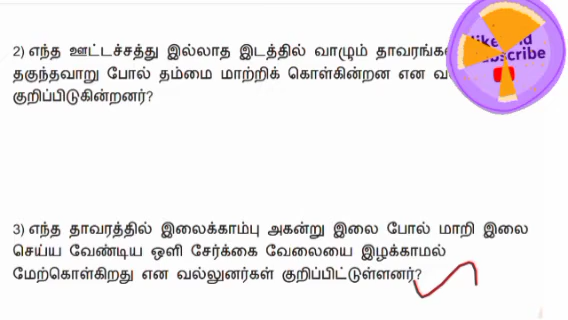 2) எந்த ஊட்டச்சத்து இல்லாத இடத்தில் வாழும்
தகுந்தவாறு போல் தம்மை மாற்றிக் கொள்கின்றன என
குறிப்பிடுகின்றனர்?
3) எந்த தாவரத்தில் இலைக்காம்பு அகன்று இலை போல் மாறி இலை
செய்ய வேண்டிய ஒளி சேர்க்கை வேலையை இழக்காமல்
மேற்கொள்கிறது என வல்லுனர்கள் குறிப்பிட்டுள்ளனர்?